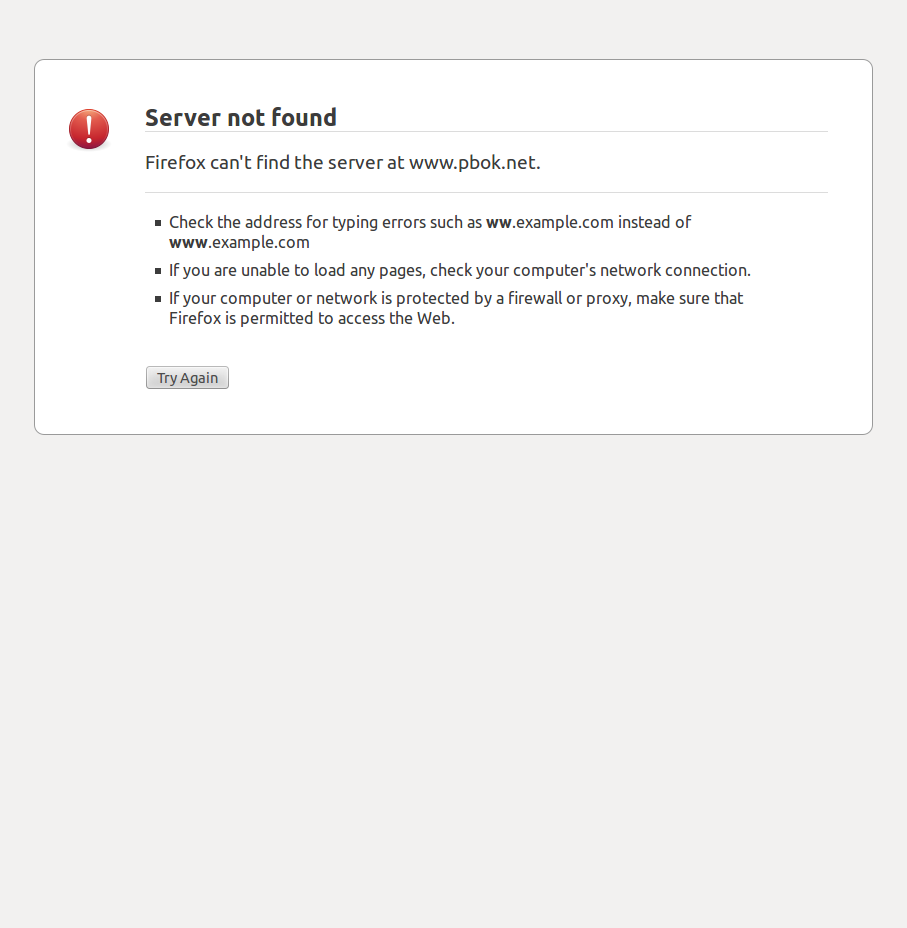 Server not found
Firefox can't find the server at www.pbok.net.
Check the address for typing errors such as ww.example.com instead of
www.example.com
If you are unable to load any pages, check your computer's network connection.
If your computer or network is protected by a firewall or proxy, make sure that
Firefox is permitted to access the Web.
Try Again